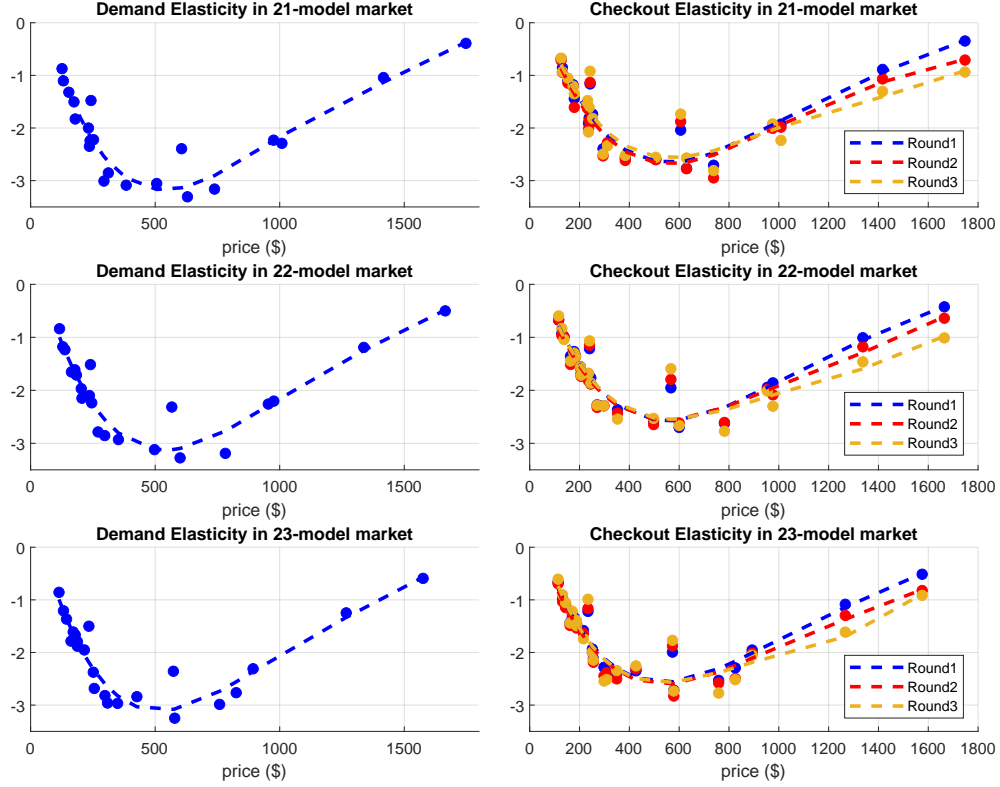 Demand Elasticity in 21-model market
0
-1
-2
-3
0 500 1000 1500
price ($)
Checkout Elasticity in 21-model market
0
-1
-2
-3
Round1
Round2
Round3
0 200 400 600 800 1000 1200 1400 1600 1800
price ($)
Demand Elasticity in 22-model market
0
-1
-2
-3
0 500 1000 1500
price ($)
Checkout Elasticity in 22-model market
0
-1
-2
-3
Round1
Round2
Round3
0 200 400 600 800 1000 1200 1400 1600 1800
price ($)
Demand Elasticity in 23-model market
0
-1
-2
-3
0 500 1000 1500
price ($)
Checkout Elasticity in 23-model market
0
-1
-2
-3
Round1
Round2
Round3
0 200 400 600 800 1000 1200 1400 1600 1800
price ($)